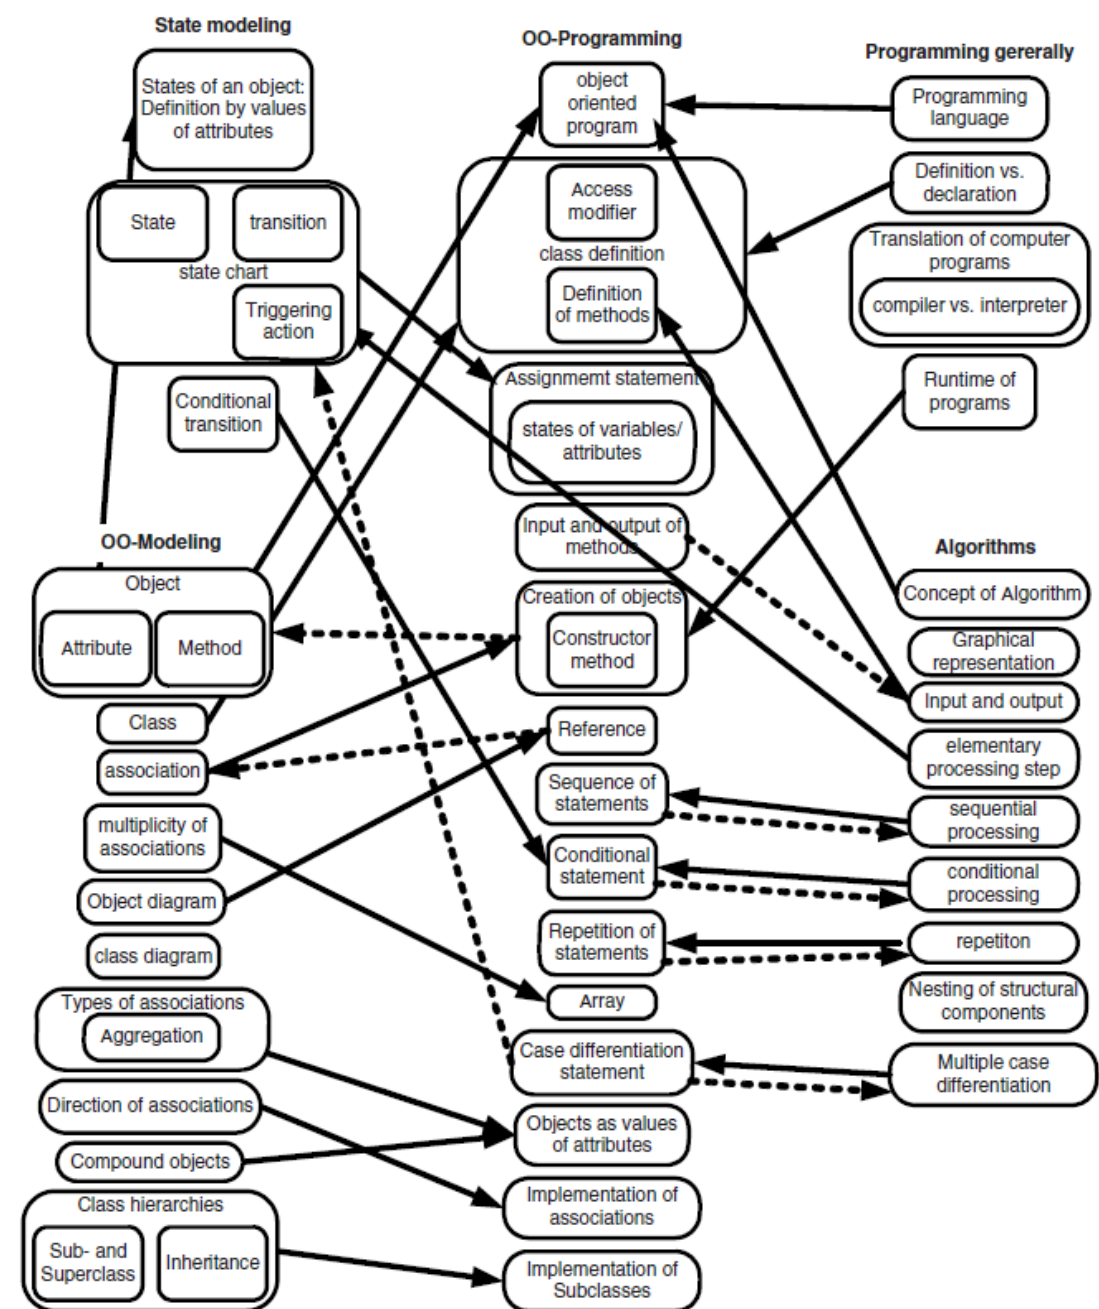 State modeling
States of an object:
Definition by values
of attributes
State
transition
state chart
Triggering
action
Conditional
transition
OO-Modeling
Object
Attribute
Method
Class
association
multiplicity of
associations
Object diagram
class diagram
Types of associations
Aggregation
Direction of associations
Compound objects
Class hierarchies
Sub- and
Superclass
Inheritance
OO-Programming
object
oriented
program
Access
modifier
class definition
Definition
of methods
Assignmemt statement
states of variables/
attributes
Input and output of
methods
Creation of objects
Constructor
method
Reference
Sequence of
statements
Conditional
statement
Repetition of
statements
Array
Case differentiation
statement
Objects as values
of attributes
Implementation of
associations
Implementation of
Subclasses
Programming gererally
Programming
language
Definition vs.
declaration
Translation of computer
programs
compiler vs. interpreter
Runtime of
programs
Algorithms
Concept of Algorithm
Graphical
representation
Input and output
elementary
processing step
sequential
processing
conditional
processing
repetiton
Nesting of structural
components
Multiple case
differentiation